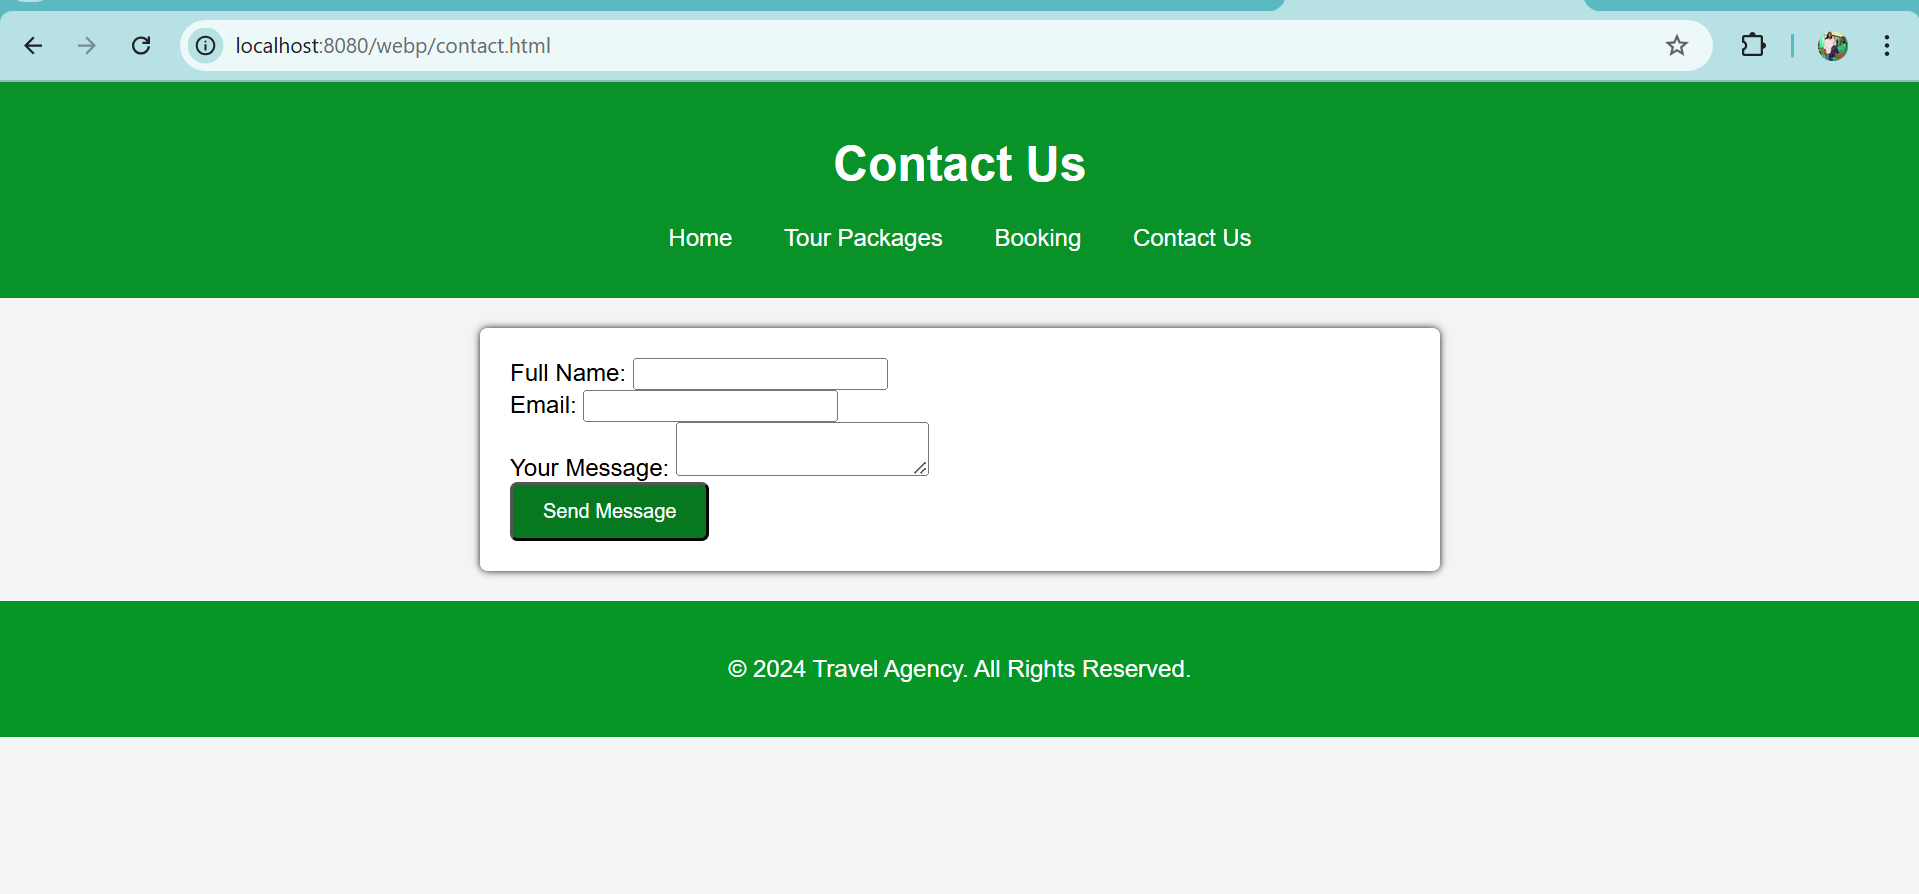 localhost:8080/webp/contact.html
Contact Us
Home Tour Packages Booking Contact Us
Full Name:
Email:
Your Message:
Send Message
© 2024 Travel Agency. All Rights Reserved.